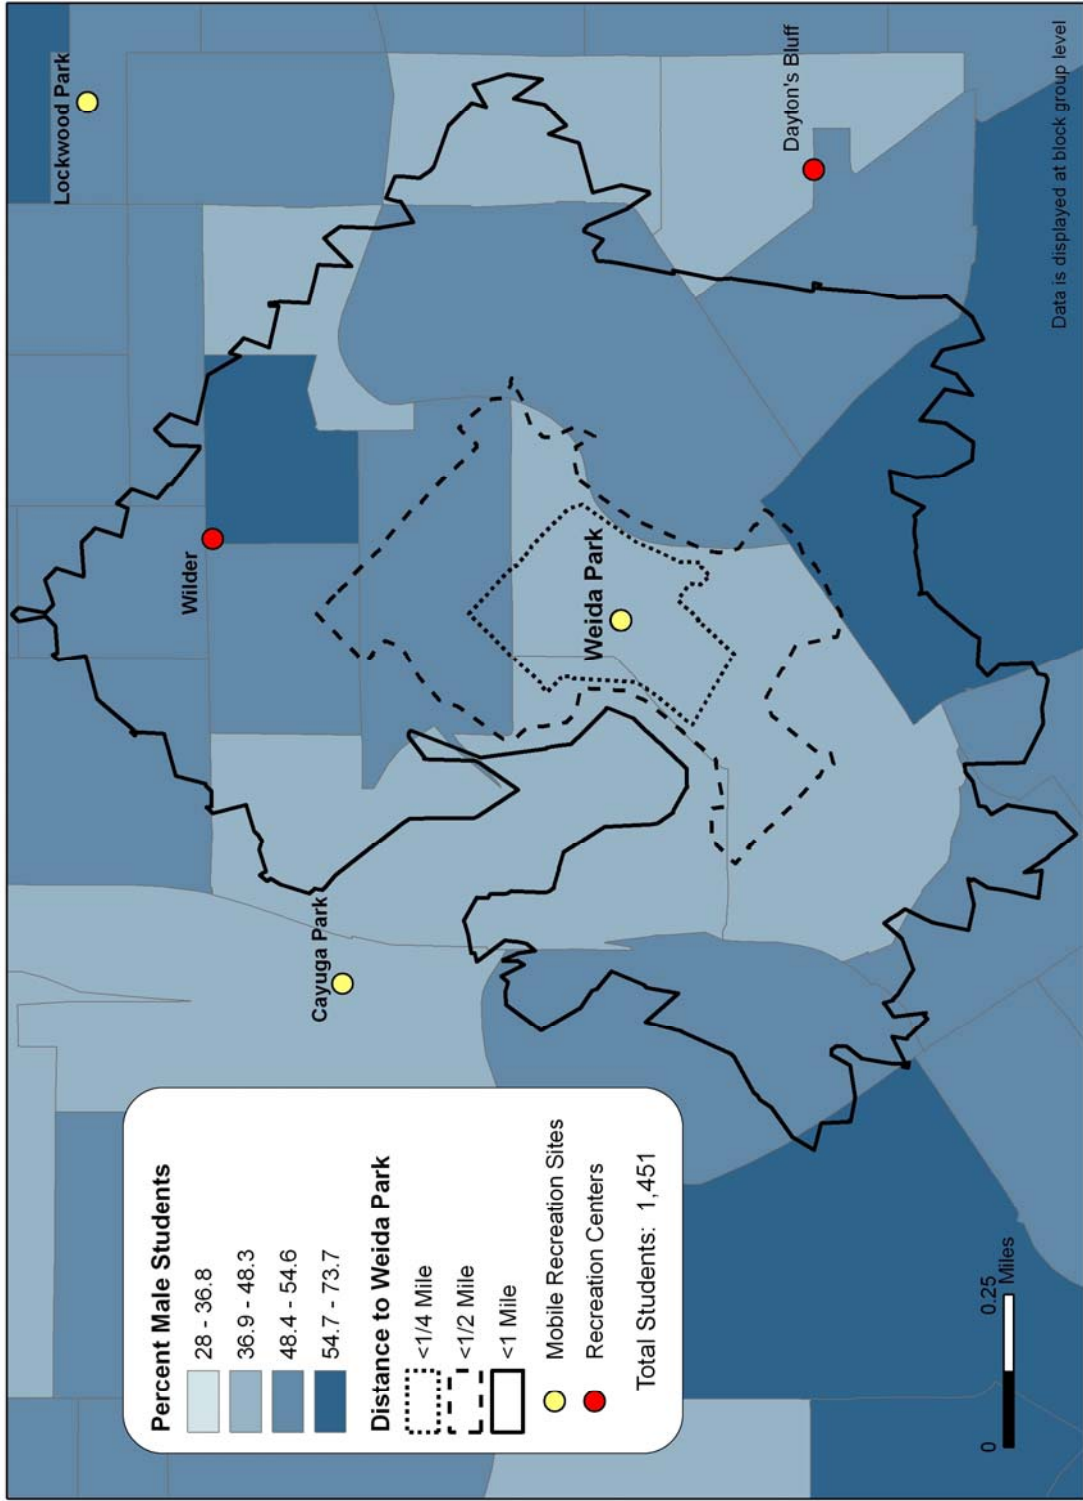 Lockwood Park
Wilder
Cayuga Park
Weida Park
Dayton's Bluff
Percent Male Students
28 - 36.8
36.9 - 48.3
48.4 - 54.6
54.7 - 73.7
Distance to Weida Park
<1/4 Mile
<1/2 Mile
<1 Mile
Mobile Recreation Sites
Recreation Centers
Total Students: 1,451
0 0.25
Miles
Data is displayed at block group level